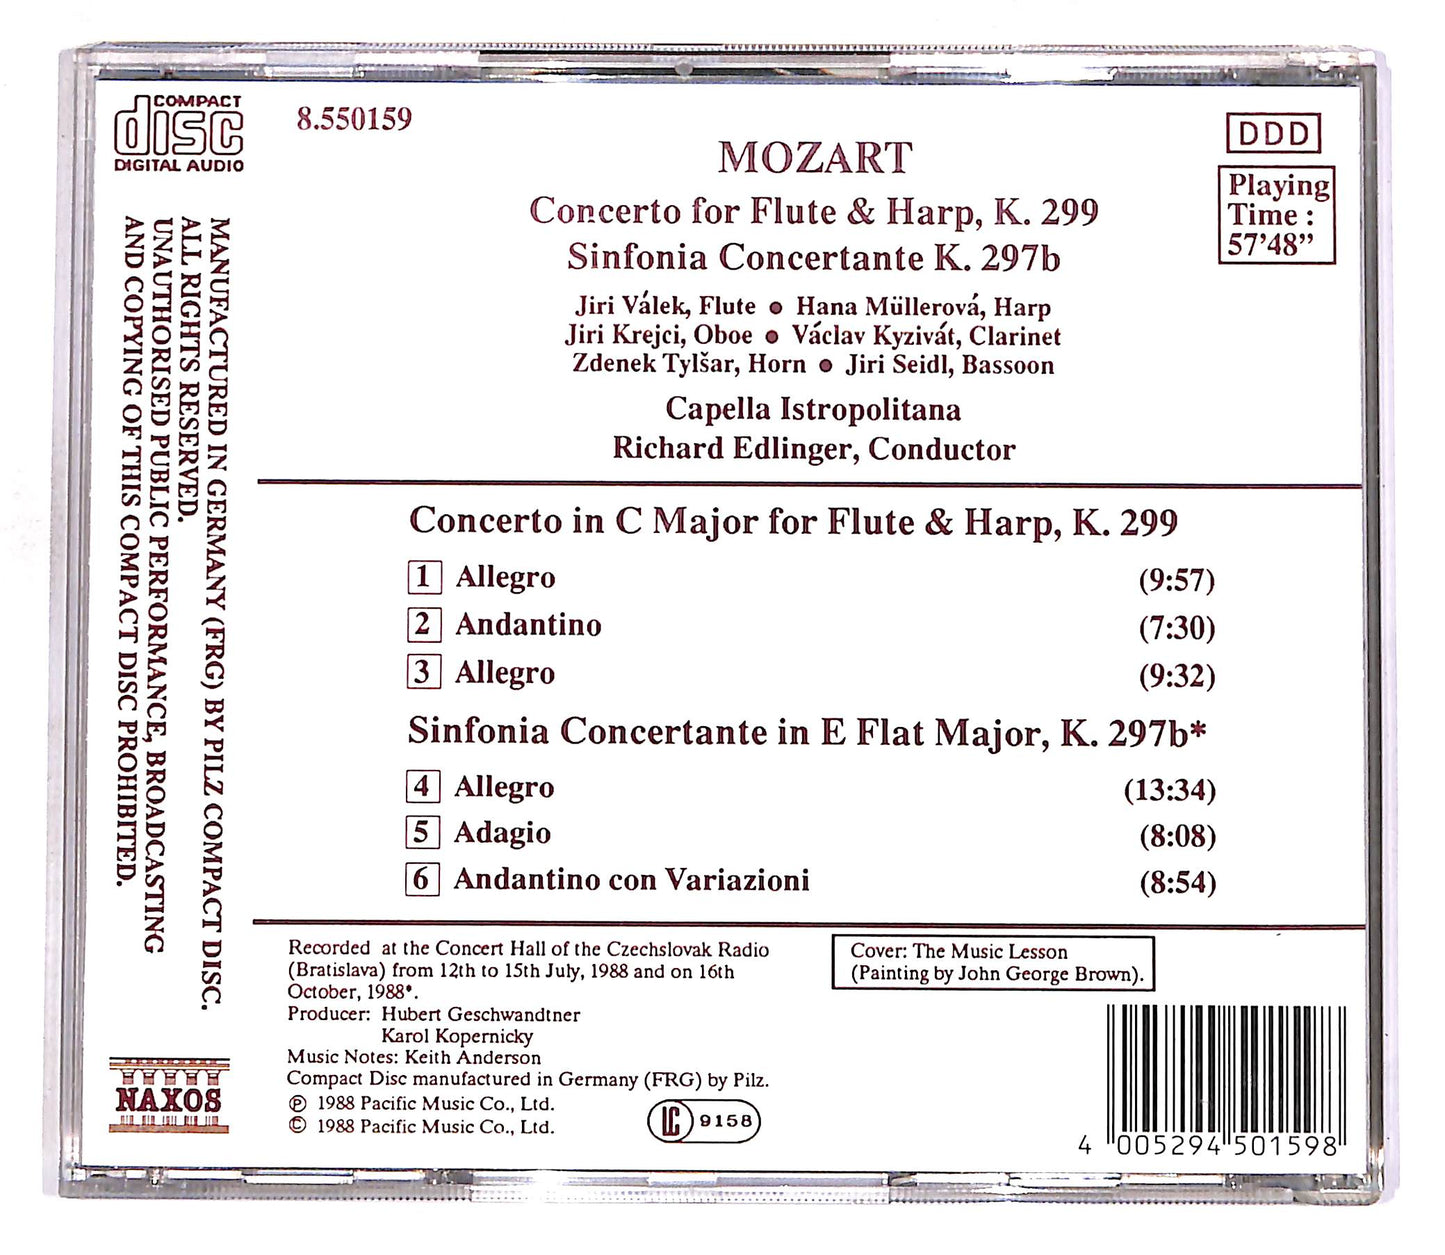 COMPACT
disc
DIGITAL AUDIO
8.550159
DDD
Playing
Time :
57'48”
MOZART
Concerto for Flute & Harp, K. 299
Sinfonia Concertante K. 297b
Jiri Válek, Flute ● Hana Müllerová, Harp
Jiri Krejci, Oboe ● Václav Kyzivát, Clarinet
Zdenek Tylšar, Horn ● Jiri Seidl, Bassoon
Capella Istropolitana
Richard Edlinger, Conductor
MANUFACTURED IN GERMANY (FRG) BY PILZ COMPACT DISC.
ALL RIGHTS RESERVED.
UNAUTHORISED PUBLIC PERFORMANCE, BROADCASTING
AND COPYING OF THIS COMPACT DISC PROHIBITED.
Concerto in C Major for Flute & Harp, K. 299
1 Allegro (9:57)
2 Andantino (7:30)
3 Allegro (9:32)
Sinfonia Concertante in E Flat Major, K. 297b*
4 Allegro (13:34)
5 Adagio (8:08)
6 Andantino con Variazioni (8:54)
Recorded at the Concert Hall of the Czechslovak Radio
(Bratislava) from 12th to 15th July, 1988 and on 16th
October, 1988*.
Producer: Hubert Geschwandtner
Karol Kopernicky
Music Notes: Keith Anderson
Compact Disc manufactured in Germany (FRG) by Pilz.
℗ 1988 Pacific Music Co., Ltd.
© 1988 Pacific Music Co., Ltd.
LC 9158
Cover: The Music Lesson
(Painting by John George Brown).
NAXOS
4 005294 501598